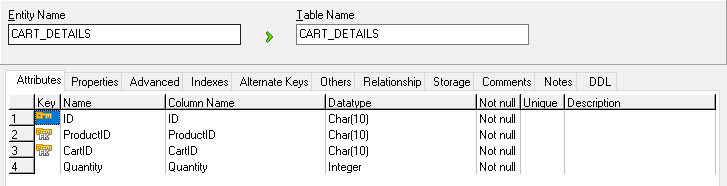 Entity Name Table Name
CART_DETAILS CART_DETAILS
Attributes Properties Advanced Indexes Alternate Keys Others Relationship Storage Comments Notes DDL
Key Name Column Name Datatype Not null Unique Description
1 ID ID Char(10) Not null
2 ProductID ProductID Char(10) Not null
3 CartID CartID Char(10) Not null
4 Quantity Quantity Integer Not null